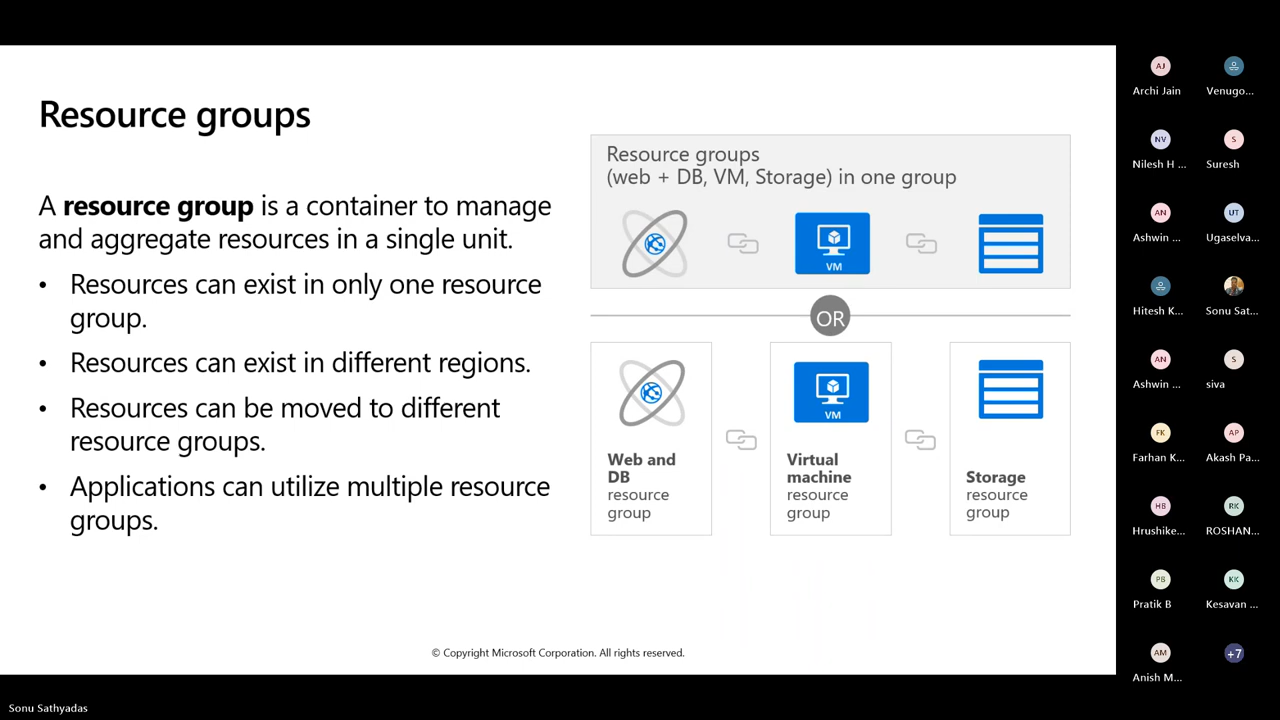 Resource groups
A resource group is a container to manage
and aggregate resources in a single unit.
• Resources can exist in only one resource
group.
• Resources can exist in different regions.
• Resources can be moved to different
resource groups.
• Applications can utilize multiple resource
groups.
Resource groups
(web + DB, VM, Storage) in one group
VM
OR
VM
Web and
DB
resource
group
Virtual
machine
resource
group
Storage
resource
group
© Copyright Microsoft Corporation. All rights reserved.
AJ
Archi Jain
Venugo...
NV
Nilesh H ...
S
Suresh
AN
Ashwin ...
UT
Ugaselva...
Hitesh K...
Sonu Sat...
AN
Ashwin ...
S
siva
FK
Farhan K...
AP
Akash Pa...
HB
Hrushike...
RK
ROSHAN...
PB
Pratik B
KK
Kesavan ...
AM
Anish M...
+7
Sonu Sathyadas